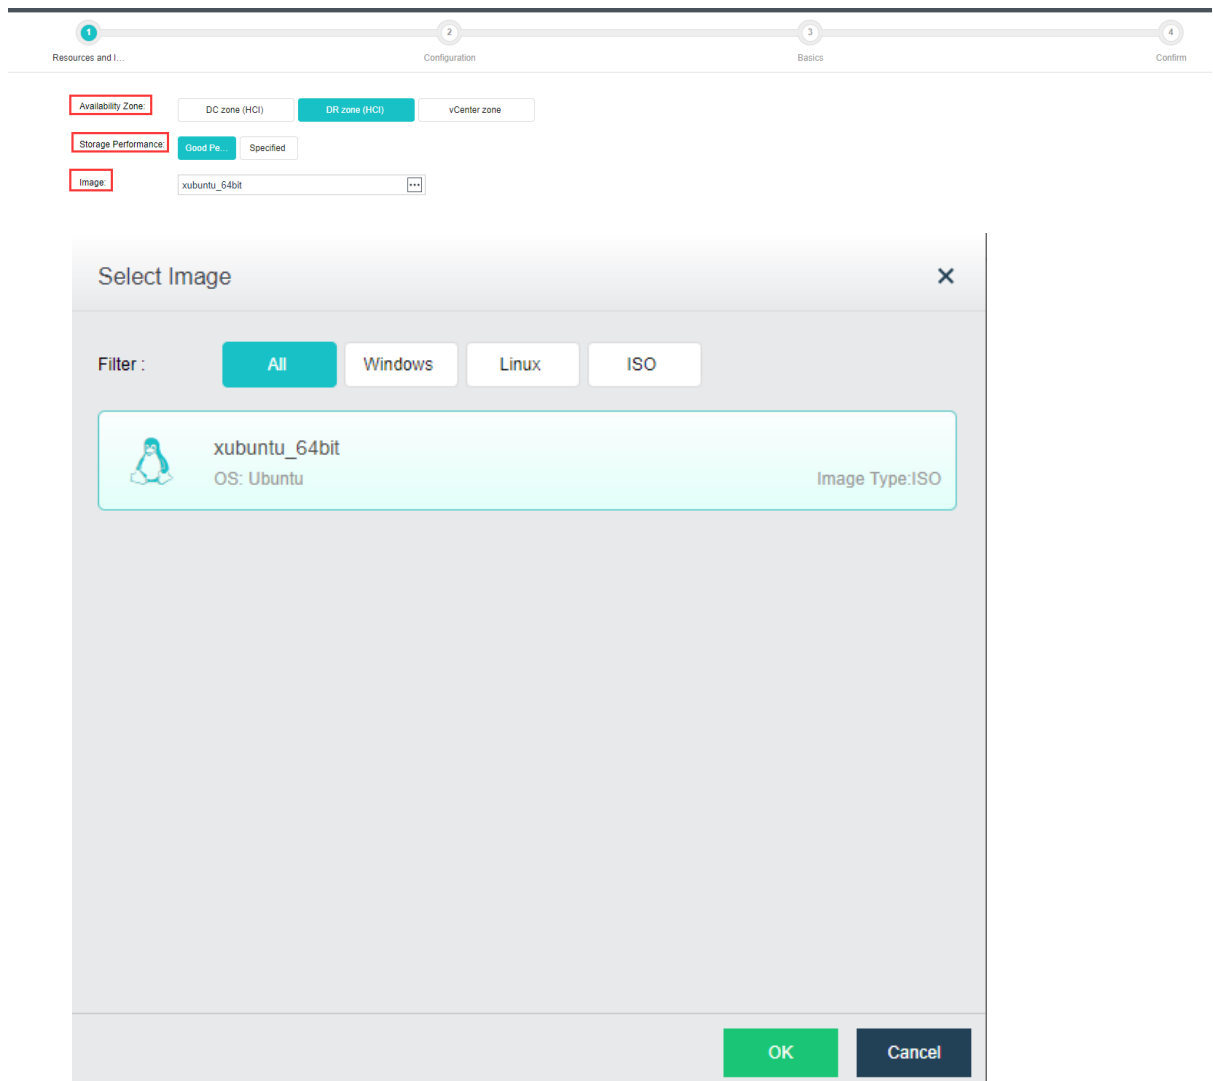 1 2 3 4
Resources and I... Configuration Basics Confirm
Availability Zone: DC zone (HCI) DR zone (HCI) vCenter zone
Storage Performance: Good Pe... Specified
Image: xubuntu_64bit
Select Image
Filter : All Windows Linux ISO
xubuntu_64bit
OS: Ubuntu Image Type:ISO
OK Cancel